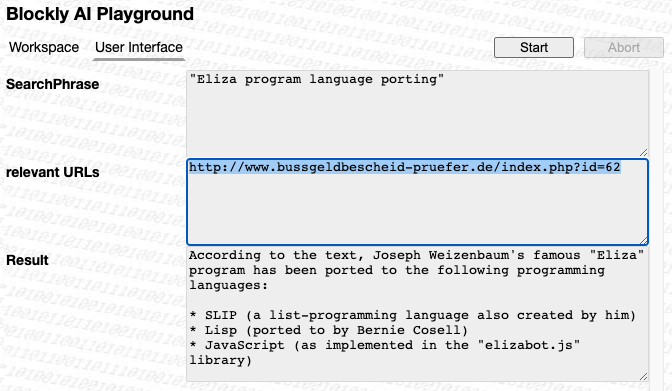 Blockly AI Playground
Workspace User Interface Start Abort
SearchPhrase
"Eliza program language porting"
relevant URLs
http://www.bussgeldbescheid-pruefer.de/index.php?id=62
Result
According to the text, Joseph Weizenbaum's famous "Eliza"
program has been ported to the following programming
languages:
* SLIP (a list-programming language also created by him)
* Lisp (ported to by Bernie Cosell)
* JavaScript (as implemented in the "elizabot.js"
library)